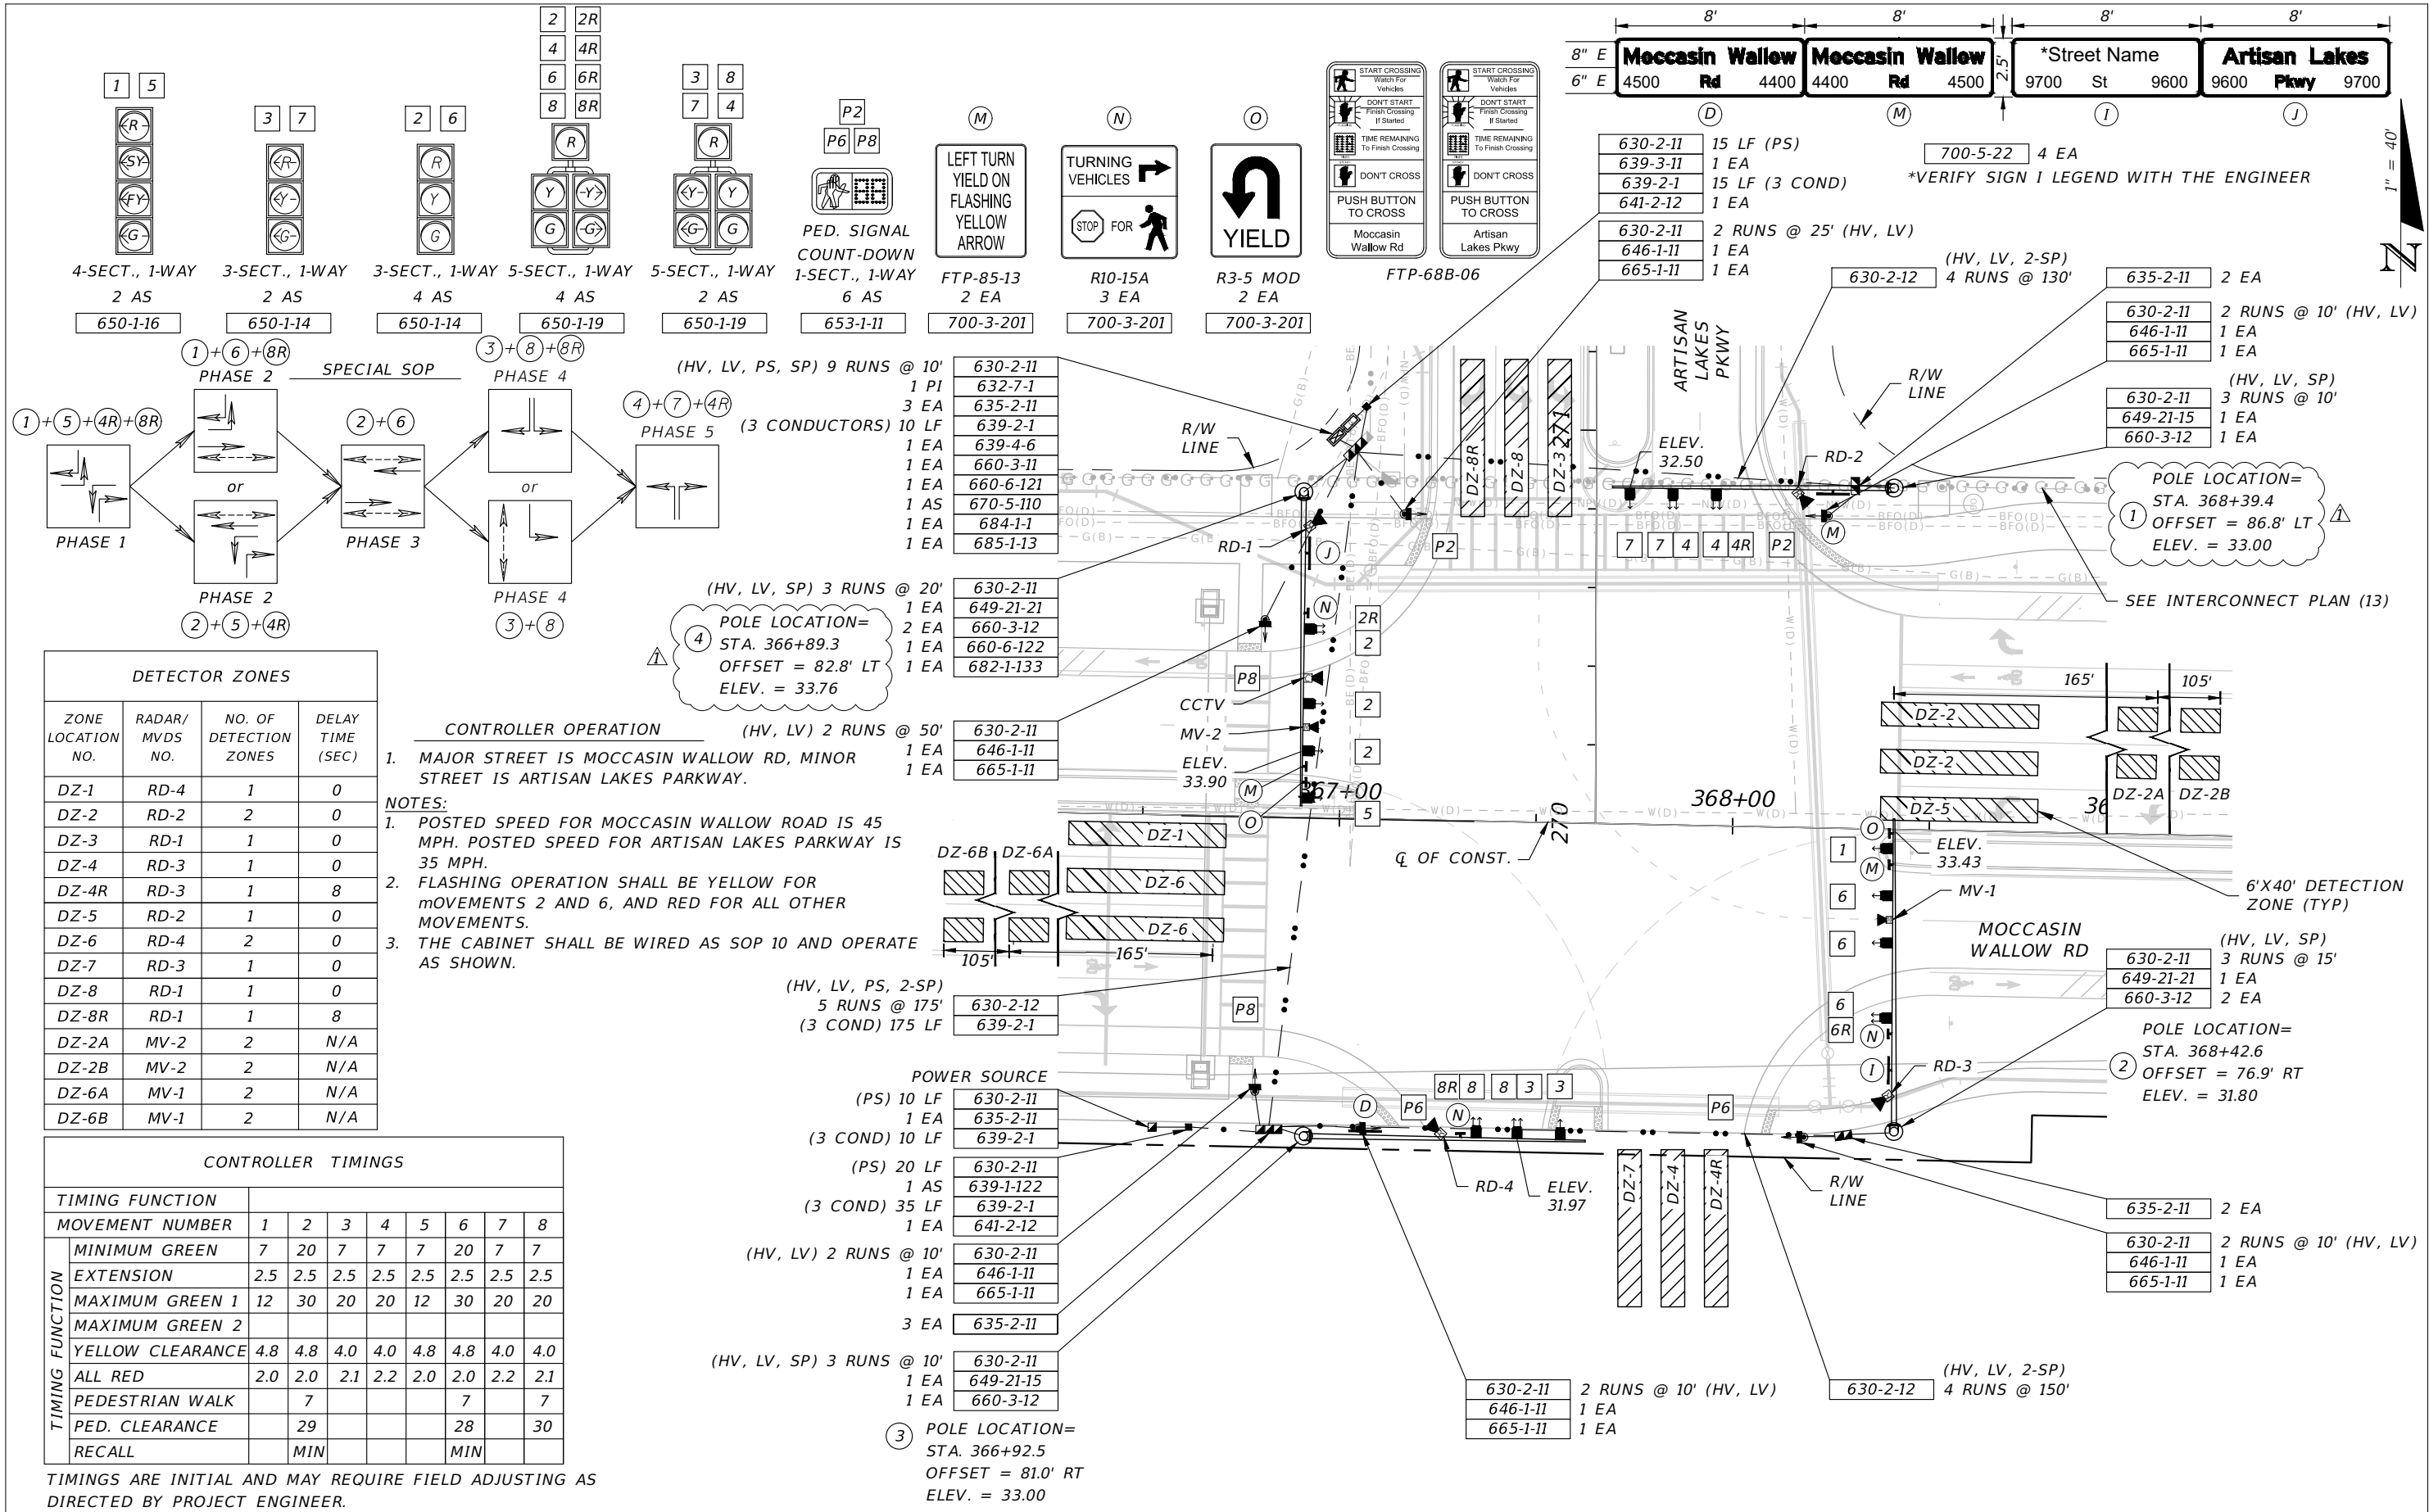 1 5
4-SECT., 1-WAY
2 AS
650-1-16
3 7
3-SECT., 1-WAY
2 AS
650-1-14
2 6
3-SECT., 1-WAY
4 AS
650-1-14
2 2R
4 4R
6 6R
8 8R
5-SECT., 1-WAY
4 AS
650-1-19
3 8
7 4
5-SECT., 1-WAY
2 AS
650-1-19
P2
P6 P8
PED. SIGNAL
COUNT-DOWN
1-SECT., 1-WAY
6 AS
653-1-11
M
LEFT TURN
YIELD ON
FLASHING
YELLOW
ARROW
FTP-85-13
2 EA
700-3-201
N
TURNING
VEHICLES
STOP FOR
R10-15A
3 EA
700-3-201
O
YIELD
R3-5 MOD
2 EA
700-3-201
START CROSSING
Watch For
Vehicles
DON'T START
Finish Crossing
If Started
TIME REMAINING
To Finish Crossing
DON'T CROSS
PUSH BUTTON
TO CROSS
Moccasin
Wallow Rd
START CROSSING
Watch For
Vehicles
DON'T START
Finish Crossing
If Started
TIME REMAINING
To Finish Crossing
DON'T CROSS
PUSH BUTTON
TO CROSS
Artisan
Lakes Pkwy
FTP-68B-06
8' 8' 8' 8'
8" E
6" E
Moccasin Wallow
4500 Rd 4400
Moccasin Wallow
4400 Rd 4500
2.5'
*Street Name
9700 St 9600
Artisan Lakes
9600 Pkwy 9700
D M I J
700-5-22 4 EA
*VERIFY SIGN I LEGEND WITH THE ENGINEER
1" = 40'
N
630-2-11 15 LF (PS)
639-3-11 1 EA
639-2-1 15 LF (3 COND)
641-2-12 1 EA
630-2-11 2 RUNS @ 25' (HV, LV)
646-1-11 1 EA
665-1-11 1 EA
(HV, LV, 2-SP)
630-2-12 4 RUNS @ 130'
635-2-11 2 EA
630-2-11 2 RUNS @ 10' (HV, LV)
646-1-11 1 EA
665-1-11 1 EA
(HV, LV, SP)
630-2-11 3 RUNS @ 10'
649-21-15 1 EA
660-3-12 1 EA
1
POLE LOCATION=
STA. 368+39.4
OFFSET = 86.8' LT
ELEV. = 33.00
1
SEE INTERCONNECT PLAN (13)
SPECIAL SOP
1+5+4R+8R
PHASE 1
1+6+8R
PHASE 2
or
PHASE 2
2+5+4R
2+6
PHASE 3
3+8+8R
PHASE 4
or
PHASE 4
3+8
4+7+4R
PHASE 5
(HV, LV, PS, SP) 9 RUNS @ 10' 630-2-11
1 PI 632-7-1
3 EA 635-2-11
(3 CONDUCTORS) 10 LF 639-2-1
1 EA 639-4-6
1 EA 660-3-11
1 EA 660-6-121
1 AS 670-5-110
1 EA 684-1-1
1 EA 685-1-13
(HV, LV, SP) 3 RUNS @ 20' 630-2-11
1 EA 649-21-21
2 EA 660-3-12
1 EA 660-6-122
1 EA 682-1-133
1
4
POLE LOCATION=
STA. 366+89.3
OFFSET = 82.8' LT
ELEV. = 33.76
(HV, LV) 2 RUNS @ 50' 630-2-11
1 EA 646-1-11
1 EA 665-1-11
DETECTOR ZONES
ZONE LOCATION NO. RADAR/ MVDS NO. NO. OF DETECTION ZONES DELAY TIME (SEC)
DZ-1 RD-4 1 0
DZ-2 RD-2 2 0
DZ-3 RD-1 1 0
DZ-4 RD-3 1 0
DZ-4R RD-3 1 8
DZ-5 RD-2 1 0
DZ-6 RD-4 2 0
DZ-7 RD-3 1 0
DZ-8 RD-1 1 0
DZ-8R RD-1 1 8
DZ-2A MV-2 2 N/A
DZ-2B MV-2 2 N/A
DZ-6A MV-1 2 N/A
DZ-6B MV-1 2 N/A
CONTROLLER OPERATION
1. MAJOR STREET IS MOCCASIN WALLOW RD, MINOR
STREET IS ARTISAN LAKES PARKWAY.
NOTES:
1. POSTED SPEED FOR MOCCASIN WALLOW ROAD IS 45
MPH. POSTED SPEED FOR ARTISAN LAKES PARKWAY IS
35 MPH.
2. FLASHING OPERATION SHALL BE YELLOW FOR
mOVEMENTS 2 AND 6, AND RED FOR ALL OTHER
MOVEMENTS.
3. THE CABINET SHALL BE WIRED AS SOP 10 AND OPERATE
AS SHOWN.
CONTROLLER TIMINGS
TIMING FUNCTION
MOVEMENT NUMBER 1 2 3 4 5 6 7 8
TIMING FUNCTION
MINIMUM GREEN 7 20 7 7 7 20 7 7
EXTENSION 2.5 2.5 2.5 2.5 2.5 2.5 2.5 2.5
MAXIMUM GREEN 1 12 30 20 20 12 30 20 20
MAXIMUM GREEN 2
YELLOW CLEARANCE 4.8 4.8 4.0 4.0 4.8 4.8 4.0 4.0
ALL RED 2.0 2.0 2.1 2.2 2.0 2.0 2.2 2.1
PEDESTRIAN WALK 7 7 7
PED. CLEARANCE 29 28 30
RECALL MIN MIN
TIMINGS ARE INITIAL AND MAY REQUIRE FIELD ADJUSTING AS
DIRECTED BY PROJECT ENGINEER.
(HV, LV, PS, 2-SP)
5 RUNS @ 175' 630-2-12
(3 COND) 175 LF 639-2-1
POWER SOURCE
(PS) 10 LF 630-2-11
1 EA 635-2-11
(3 COND) 10 LF 639-2-1
(PS) 20 LF 630-2-11
1 AS 639-1-122
(3 COND) 35 LF 639-2-1
1 EA 641-2-12
(HV, LV) 2 RUNS @ 10' 630-2-11
1 EA 646-1-11
1 EA 665-1-11
3 EA 635-2-11
(HV, LV, SP) 3 RUNS @ 10' 630-2-11
1 EA 649-21-15
1 EA 660-3-12
3
POLE LOCATION=
STA. 366+92.5
OFFSET = 81.0' RT
ELEV. = 33.00
R/W
LINE
ARTISAN
LAKES
PKWY
R/W
LINE
DZ-8R
DZ-8
DZ-3
271
ELEV.
32.50
RD-2
RD-1
J
P2
7 7 4 4 4R P2
M
N
2R
2
P8
CCTV
2
MV-2
2
ELEV.
33.90
M
O
5
367+00
368+00
270
℄ OF CONST.
DZ-1
DZ-6B DZ-6A DZ-6
DZ-6
105' 165'
P8
165' 105'
DZ-2
DZ-2
DZ-5
DZ-2A DZ-2B
O
ELEV.
33.43
1
M
6
MV-1
6
6'X40' DETECTION
ZONE (TYP)
MOCCASIN
WALLOW RD
6
6R
N
I
RD-3
(HV, LV, SP)
630-2-11 3 RUNS @ 15'
649-21-21 1 EA
660-3-12 2 EA
2
POLE LOCATION=
STA. 368+42.6
OFFSET = 76.9' RT
ELEV. = 31.80
D
P6
8R 8 8 3 3
N
P6
RD-4
ELEV.
31.97
DZ-7
DZ-4
DZ-4R
R/W
LINE
635-2-11 2 EA
630-2-11 2 RUNS @ 10' (HV, LV)
646-1-11 1 EA
665-1-11 1 EA
630-2-11 2 RUNS @ 10' (HV, LV)
646-1-11 1 EA
665-1-11 1 EA
(HV, LV, 2-SP)
630-2-12 4 RUNS @ 150'